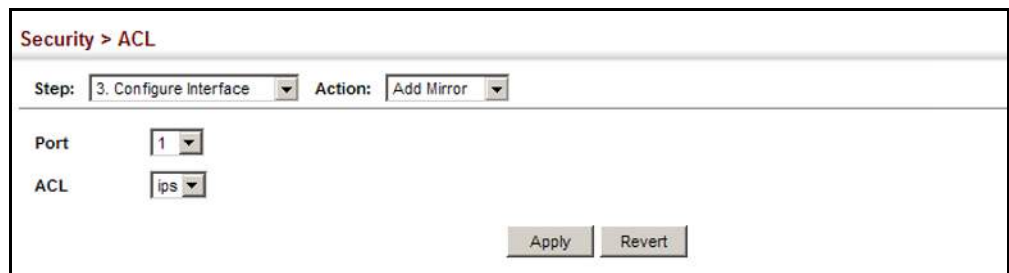 Security > ACL
Step: 3. Configure Interface Action: Add Mirror
Port 1
ACL ips
Apply Revert